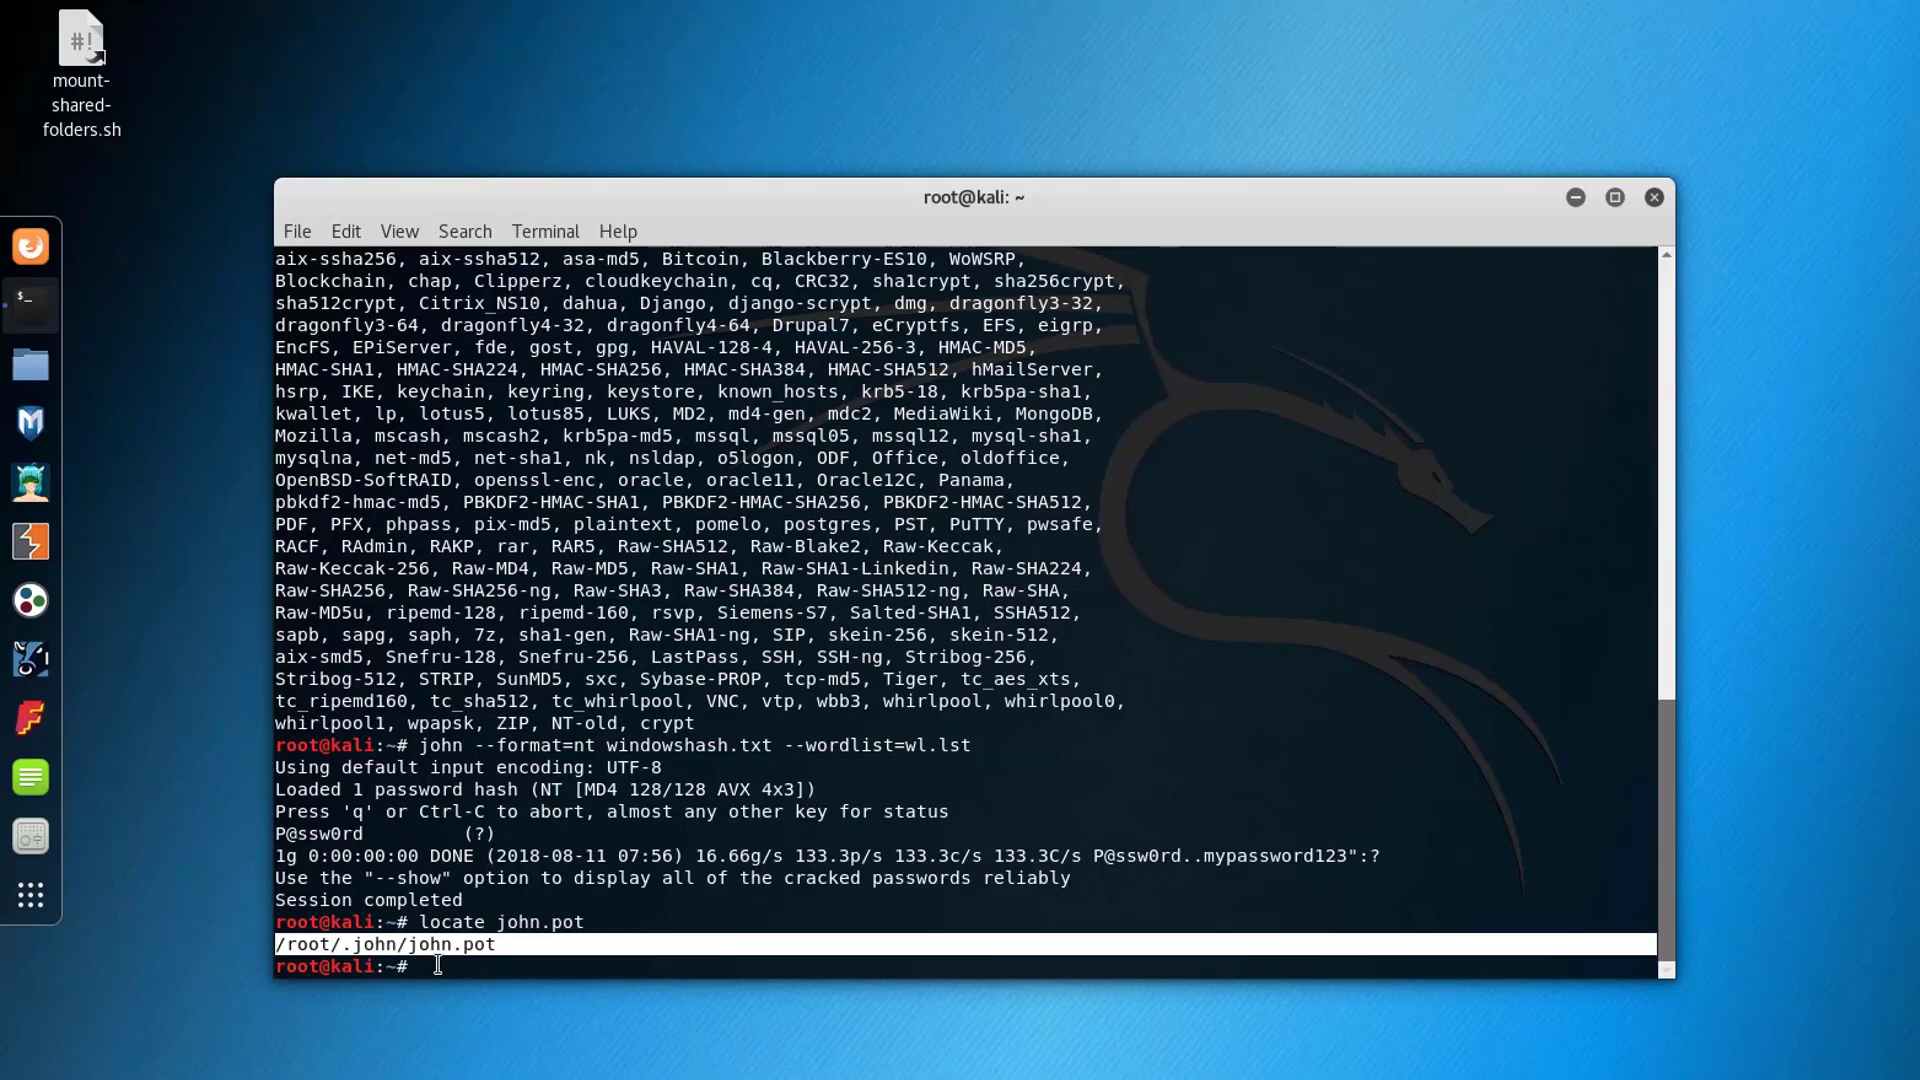 #!
mount-
shared-
folders.sh
root@kali: ~
File Edit View Search Terminal Help
aix-ssha256, aix-ssha512, asa-md5, Bitcoin, Blackberry-ES10, WoWSRP,
Blockchain, chap, Clipperz, cloudkeychain, cq, CRC32, sha1crypt, sha256crypt,
sha512crypt, Citrix_NS10, dahua, Django, django-scrypt, dmg, dragonfly3-32,
dragonfly3-64, dragonfly4-32, dragonfly4-64, Drupal7, eCryptfs, EFS, eigrp,
EncFS, EPiServer, fde, gost, gpg, HAVAL-128-4, HAVAL-256-3, HMAC-MD5,
HMAC-SHA1, HMAC-SHA224, HMAC-SHA256, HMAC-SHA384, HMAC-SHA512, hMailServer,
hsrp, IKE, keychain, keyring, keystore, known_hosts, krb5-18, krb5pa-sha1,
kwallet, lp, lotus5, lotus85, LUKS, MD2, md4-gen, mdc2, MediaWiki, MongoDB,
Mozilla, mscash, mscash2, krb5pa-md5, mssql, mssql05, mssql12, mysql-sha1,
mysqlna, net-md5, net-sha1, nk, nsldap, o5logon, ODF, Office, oldoffice,
OpenBSD-SoftRAID, openssl-enc, oracle, oracle11, Oracle12C, Panama,
pbkdf2-hmac-md5, PBKDF2-HMAC-SHA1, PBKDF2-HMAC-SHA256, PBKDF2-HMAC-SHA512,
PDF, PFX, phpass, pix-md5, plaintext, pomelo, postgres, PST, PuTTY, pwsafe,
RACF, RAdmin, RAKP, rar, RAR5, Raw-SHA512, Raw-Blake2, Raw-Keccak,
Raw-Keccak-256, Raw-MD4, Raw-MD5, Raw-SHA1, Raw-SHA1-Linkedin, Raw-SHA224,
Raw-SHA256, Raw-SHA256-ng, Raw-SHA3, Raw-SHA384, Raw-SHA512-ng, Raw-SHA,
Raw-MD5u, ripemd-128, ripemd-160, rsvp, Siemens-S7, Salted-SHA1, SSHA512,
sapb, sapg, saph, 7z, sha1-gen, Raw-SHA1-ng, SIP, skein-256, skein-512,
aix-smd5, Snefru-128, Snefru-256, LastPass, SSH, SSH-ng, Stribog-256,
Stribog-512, STRIP, SunMD5, sxc, Sybase-PROP, tcp-md5, Tiger, tc_aes_xts,
tc_ripemd160, tc_sha512, tc_whirlpool, VNC, vtp, wbb3, whirlpool, whirlpool0,
whirlpool1, wpapsk, ZIP, NT-old, crypt
root@kali:~# john --format=nt windowshash.txt --wordlist=wl.lst
Using default input encoding: UTF-8
Loaded 1 password hash (NT [MD4 128/128 AVX 4x3])
Press 'q' or Ctrl-C to abort, almost any other key for status
P@ssw0rd         (?)
1g 0:00:00:00 DONE (2018-08-11 07:56) 16.66g/s 133.3p/s 133.3c/s 133.3C/s P@ssw0rd..mypassword123":?
Use the "--show" option to display all of the cracked passwords reliably
Session completed
root@kali:~# locate john.pot
/root/.john/john.pot
root@kali:~#